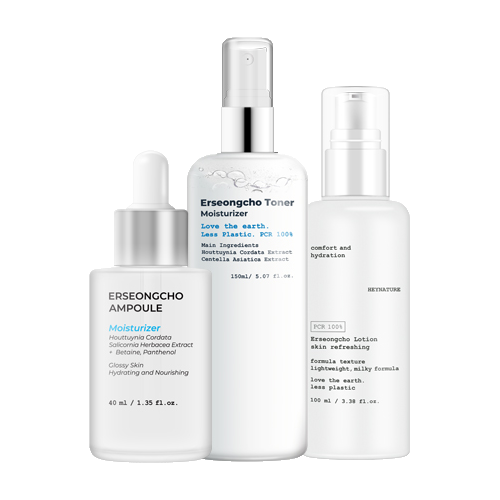 ERSEONGCHO
AMPOULE
Moisturizer
Houttuynia Cordata
Salicornia Herbacea Extract
+ Betaine, Panthenol
Glossy Skin
Hydrating and Nourishing
40 ml / 1.35 fl.oz.
Erseongcho Toner
Moisturizer
Love the earth.
Less Plastic. PCR 100%
Main Ingredients
Houttuynia Cordata Extract
Centella Asiatica Extract
150ml/ 5.07 fl.oz.
comfort and
hydration
HEYNATURE
PCR 100%
Erseongcho Lotion
skin refreshing
formula texture
lightweight, milky formula
love the earth.
less plastic
100 ml / 3.38 fl.oz.